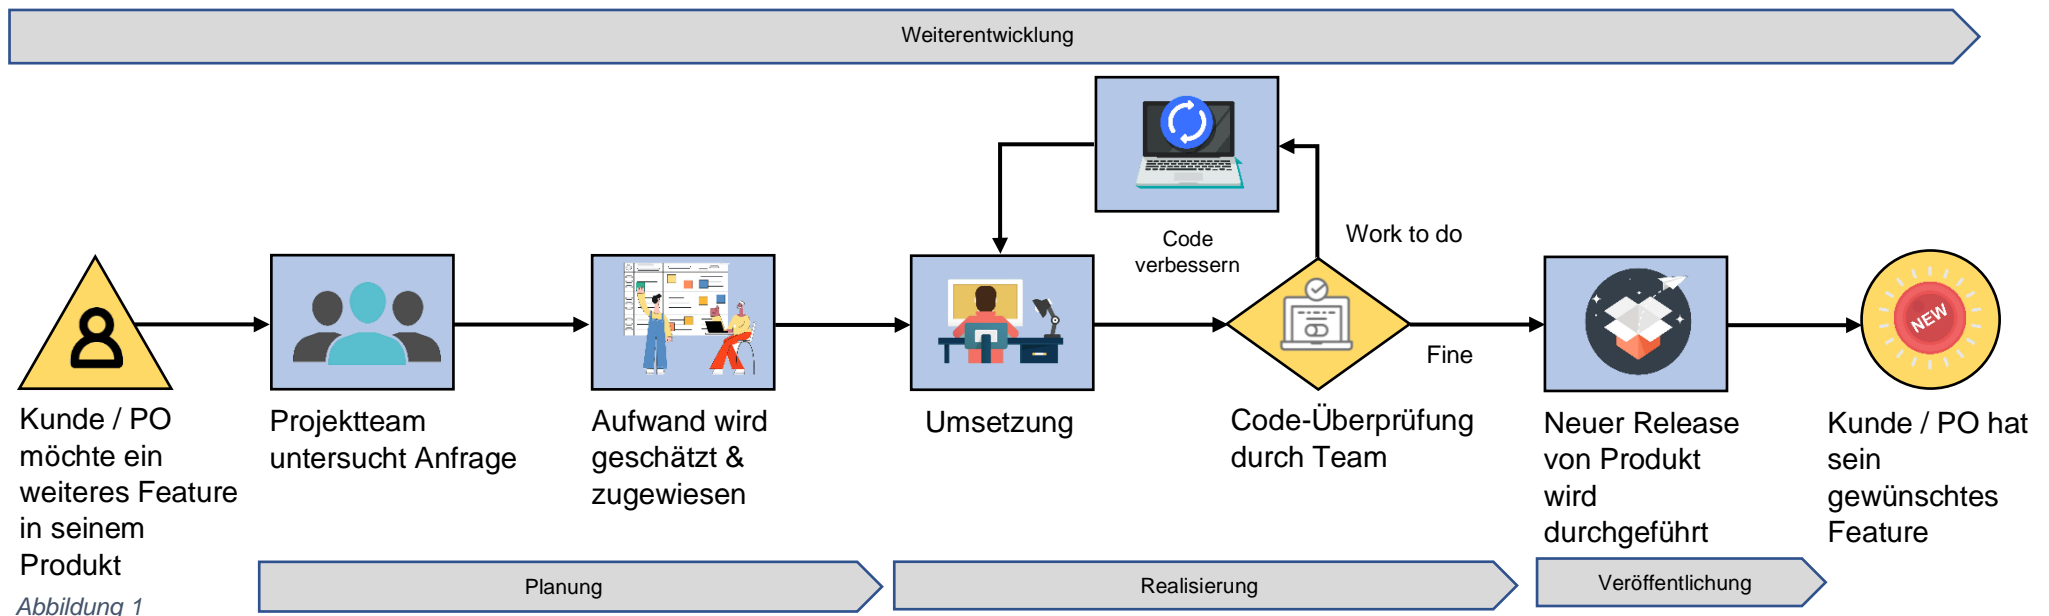 Weiterentwicklung
Code
verbessern
Work to do
Fine
NEW
Kunde / PO
möchte ein
weiteres Feature
in seinem
Produkt
Projektteam
untersucht Anfrage
Aufwand wird
geschätzt &
zugewiesen
Umsetzung
Code-Überprüfung
durch Team
Neuer Release
von Produkt
wird
durchgeführt
Kunde / PO hat
sein
gewünschtes
Feature
Planung
Realisierung
Veröffentlichung
Abbildung 1